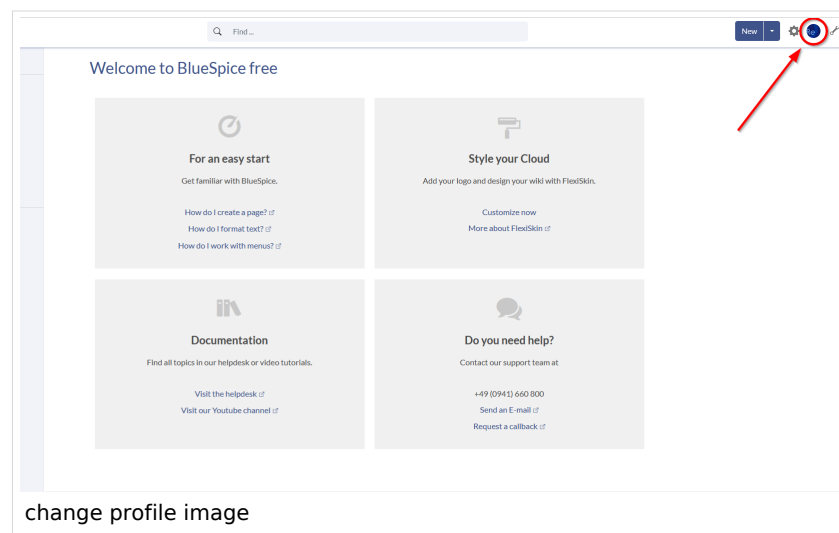 Find ...
New
Re
Welcome to BlueSpice free
For an easy start
Get familiar with BlueSpice.
How do I create a page?
How do I format text?
How do I work with menus?
Style your Cloud
Add your logo and design your wiki with FlexiSkin.
Customize now
More about FlexiSkin
Documentation
Find all topics in our helpdesk or video tutorials.
Visit the helpdesk
Visit our Youtube channel
Do you need help?
Contact our support team at
+49 (0941) 660 800
Send an E-mail
Request a callback
change profile image